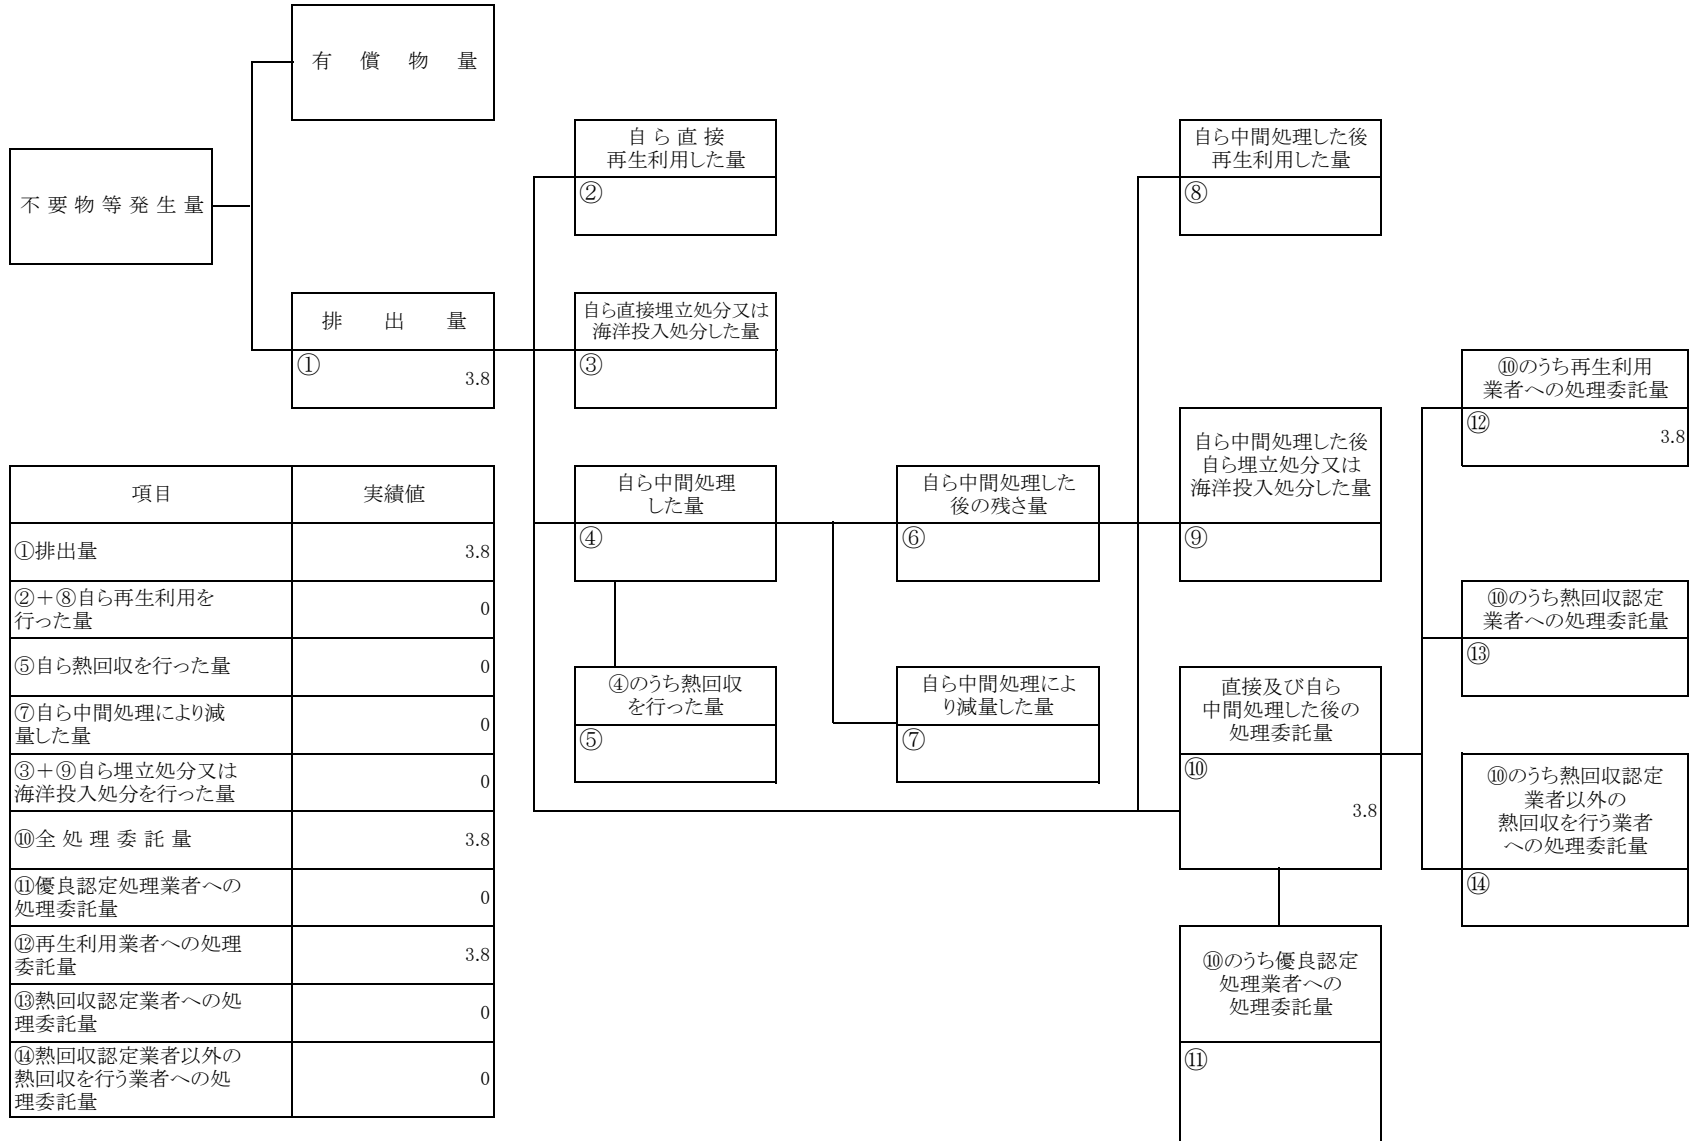 有償物量
不要物等発生量
排出量
①
3.8
自ら直接
再生利用した量
②
自ら直接埋立処分又は
海洋投入処分した量
③
自ら中間処理
した量
④
④のうち熱回収
を行った量
⑤
自ら中間処理した
後の残さ量
⑥
自ら中間処理によ
り減量した量
⑦
自ら中間処理した後
再生利用した量
⑧
自ら中間処理した後
自ら埋立処分又は
海洋投入処分した量
⑨
直接及び自ら
中間処理した後の
処理委託量
⑩
3.8
⑩のうち優良認定
処理業者への
処理委託量
⑪
⑩のうち再生利用
業者への処理委託量
⑫
3.8
⑩のうち熱回収認定
業者への処理委託量
⑬
⑩のうち熱回収認定
業者以外の
熱回収を行う業者
への処理委託量
⑭
項目
実績値
①排出量
3.8
②＋⑧自ら再生利用を
行った量
0
⑤自ら熱回収を行った量
0
⑦自ら中間処理により減
量した量
0
③＋⑨自ら埋立処分又は
海洋投入処分を行った量
0
⑩全処理委託量
3.8
⑪優良認定処理業者への
処理委託量
0
⑫再生利用業者への処理
委託量
3.8
⑬熱回収認定業者への処
理委託量
0
⑭熱回収認定業者以外の
熱回収を行う業者への処
理委託量
0